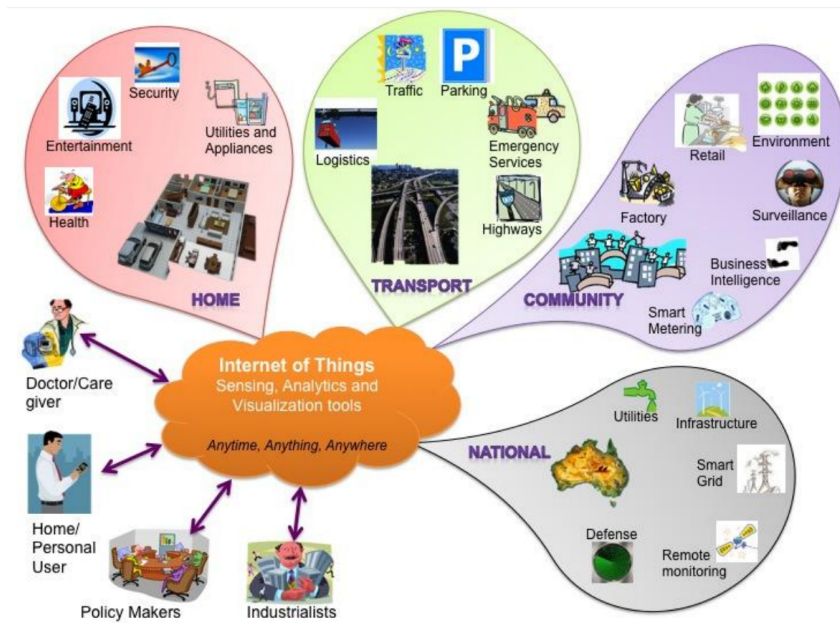 Security
Entertainment
Utilities and
Appliances
Health
HOME
P
Traffic
Parking
Logistics
Emergency
Services
Highways
TRANSPORT
Retail
Environment
Factory
Surveillance
Business
Intelligence
Smart
Metering
COMMUNITY
Internet of Things
Sensing, Analytics and
Visualization tools
Anytime, Anything, Anywhere
Doctor/Care
giver
Home/
Personal
User
Policy Makers
Industrialists
NATIONAL
Utilities
Infrastructure
Smart
Grid
Defense
Remote
monitoring